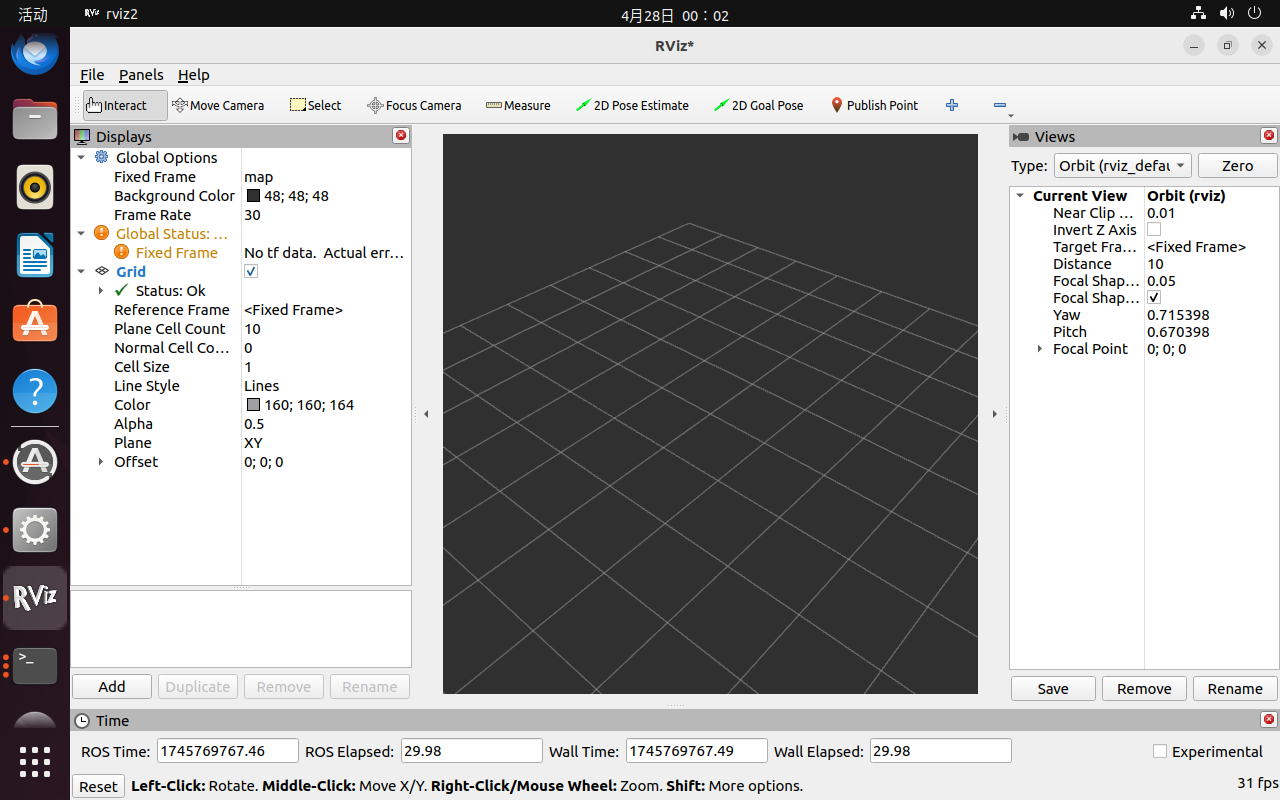 活动 rviz2 4月28日 00：02
RViz*
File Panels Help
Interact Move Camera Select Focus Camera Measure 2D Pose Estimate 2D Goal Pose Publish Point
Displays
Global Options
Fixed Frame map
Background Color 48; 48; 48
Frame Rate 30
Global Status: ...
Fixed Frame No tf data. Actual err...
Grid
Status: Ok
Reference Frame <Fixed Frame>
Plane Cell Count 10
Normal Cell Co... 0
Cell Size 1
Line Style Lines
Color 160; 160; 164
Alpha 0.5
Plane XY
Offset 0; 0; 0
Add Duplicate Remove Rename
Views
Type: Orbit (rviz_defau Zero
Current View Orbit (rviz)
Near Clip ... 0.01
Invert Z Axis
Target Fra... <Fixed Frame>
Distance 10
Focal Shap... 0.05
Focal Shap...
Yaw 0.715398
Pitch 0.670398
Focal Point 0; 0; 0
Save Remove Rename
RViz
>_
Time
ROS Time: 1745769767.46 ROS Elapsed: 29.98 Wall Time: 1745769767.49 Wall Elapsed: 29.98 Experimental
Reset Left-Click: Rotate. Middle-Click: Move X/Y. Right-Click/Mouse Wheel: Zoom. Shift: More options. 31 fps